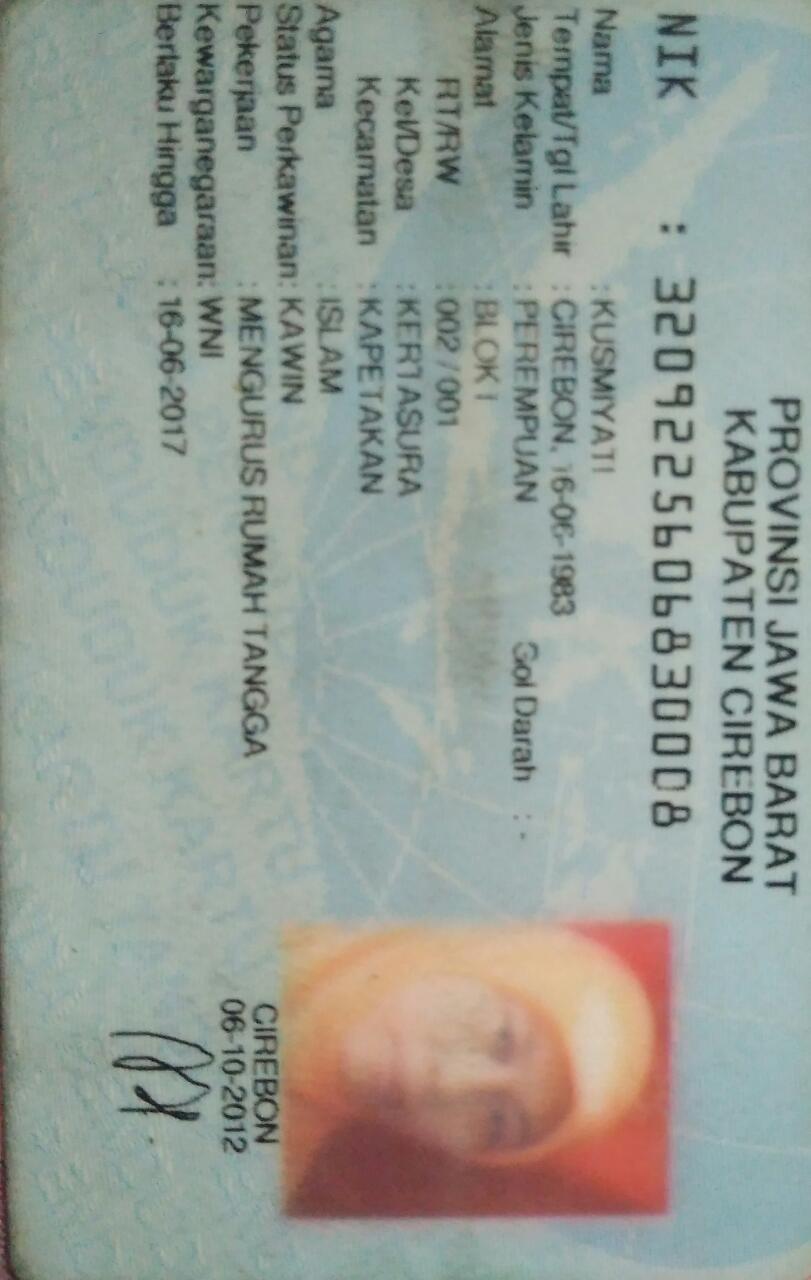 PROVINSI JAWA BARAT
KABUPATEN CIREBON
NIK : 3209225606830008
Nama : KUSMIYATI
Tempat/Tgl Lahir : CIREBON, 16-06-1983
Jenis Kelamin : PEREMPUAN Gol Darah : -
Alamat : BLOK I
RT/RW : 002 / 001
Kel/Desa : KERTASURA
Kecamatan : KAPETAKAN
Agama : ISLAM
Status Perkawinan: KAWIN
Pekerjaan : MENGURUS RUMAH TANGGA
Kewarganegaraan: WNI
Berlaku Hingga : 16-06-2017
CIREBON
06-10-2012